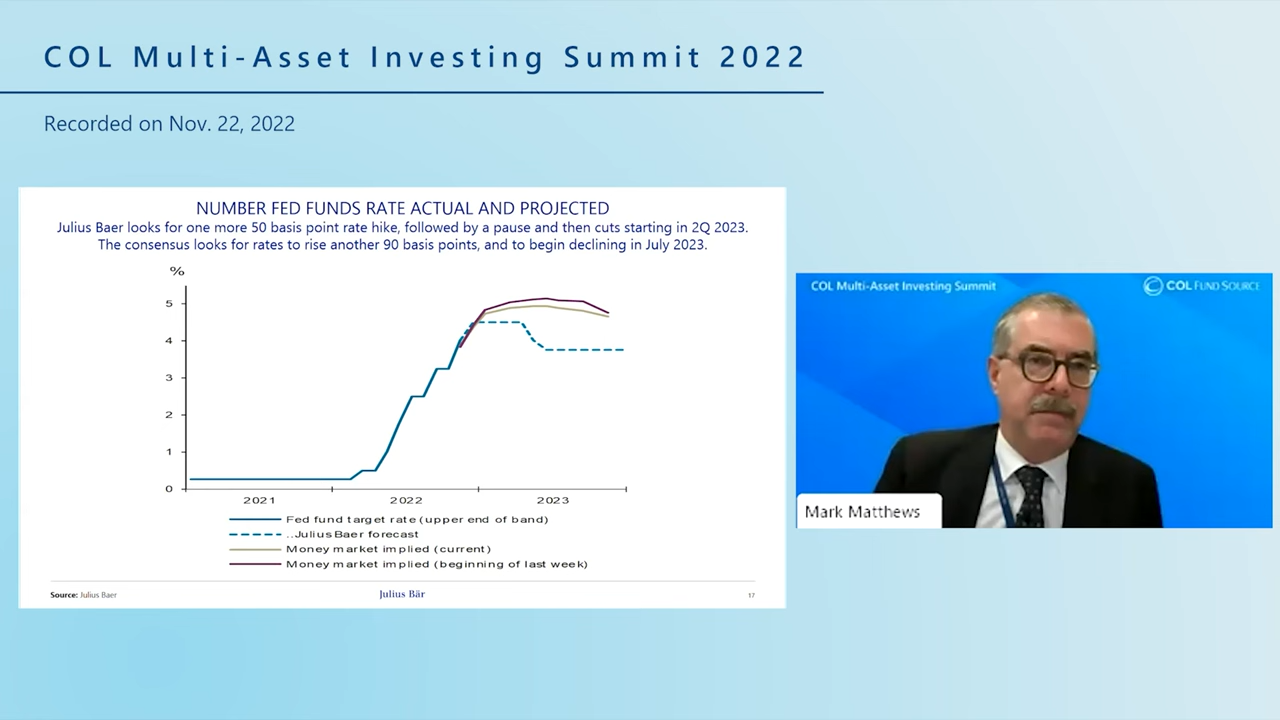 COL Multi-Asset Investing Summit 2022
Recorded on Nov. 22, 2022
NUMBER FED FUNDS RATE ACTUAL AND PROJECTED
Julius Baer looks for one more 50 basis point rate hike, followed by a pause and then cuts starting in 2Q 2023.
The consensus looks for rates to rise another 90 basis points, and to begin declining in July 2023.
%
5
4
3
2
1
0
2021 2022 2023
Fed fund target rate (upper end of band)
..Julius Baer forecast
Money market implied (current)
Money market implied (beginning of last week)
Source: Julius Baer
Julius Bär
17
COL Multi-Asset Investing Summit
COL FUND SOURCE
Mark Matthews